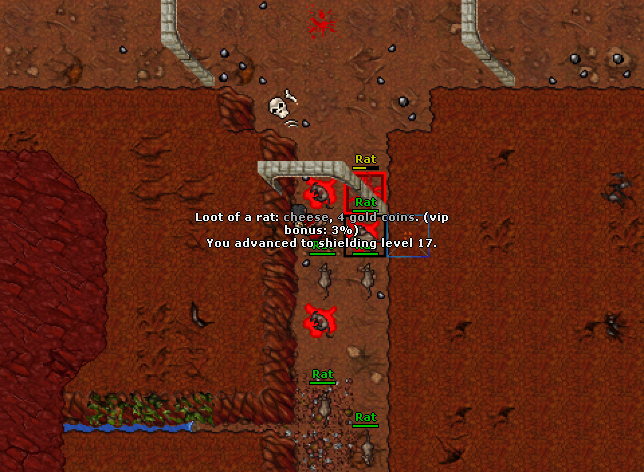 Rat
Rat
Loot of a rat: cheese, 4 gold coins. (vip
bonus: 3%)
You advanced to shielding level 17.
Rat
Rat